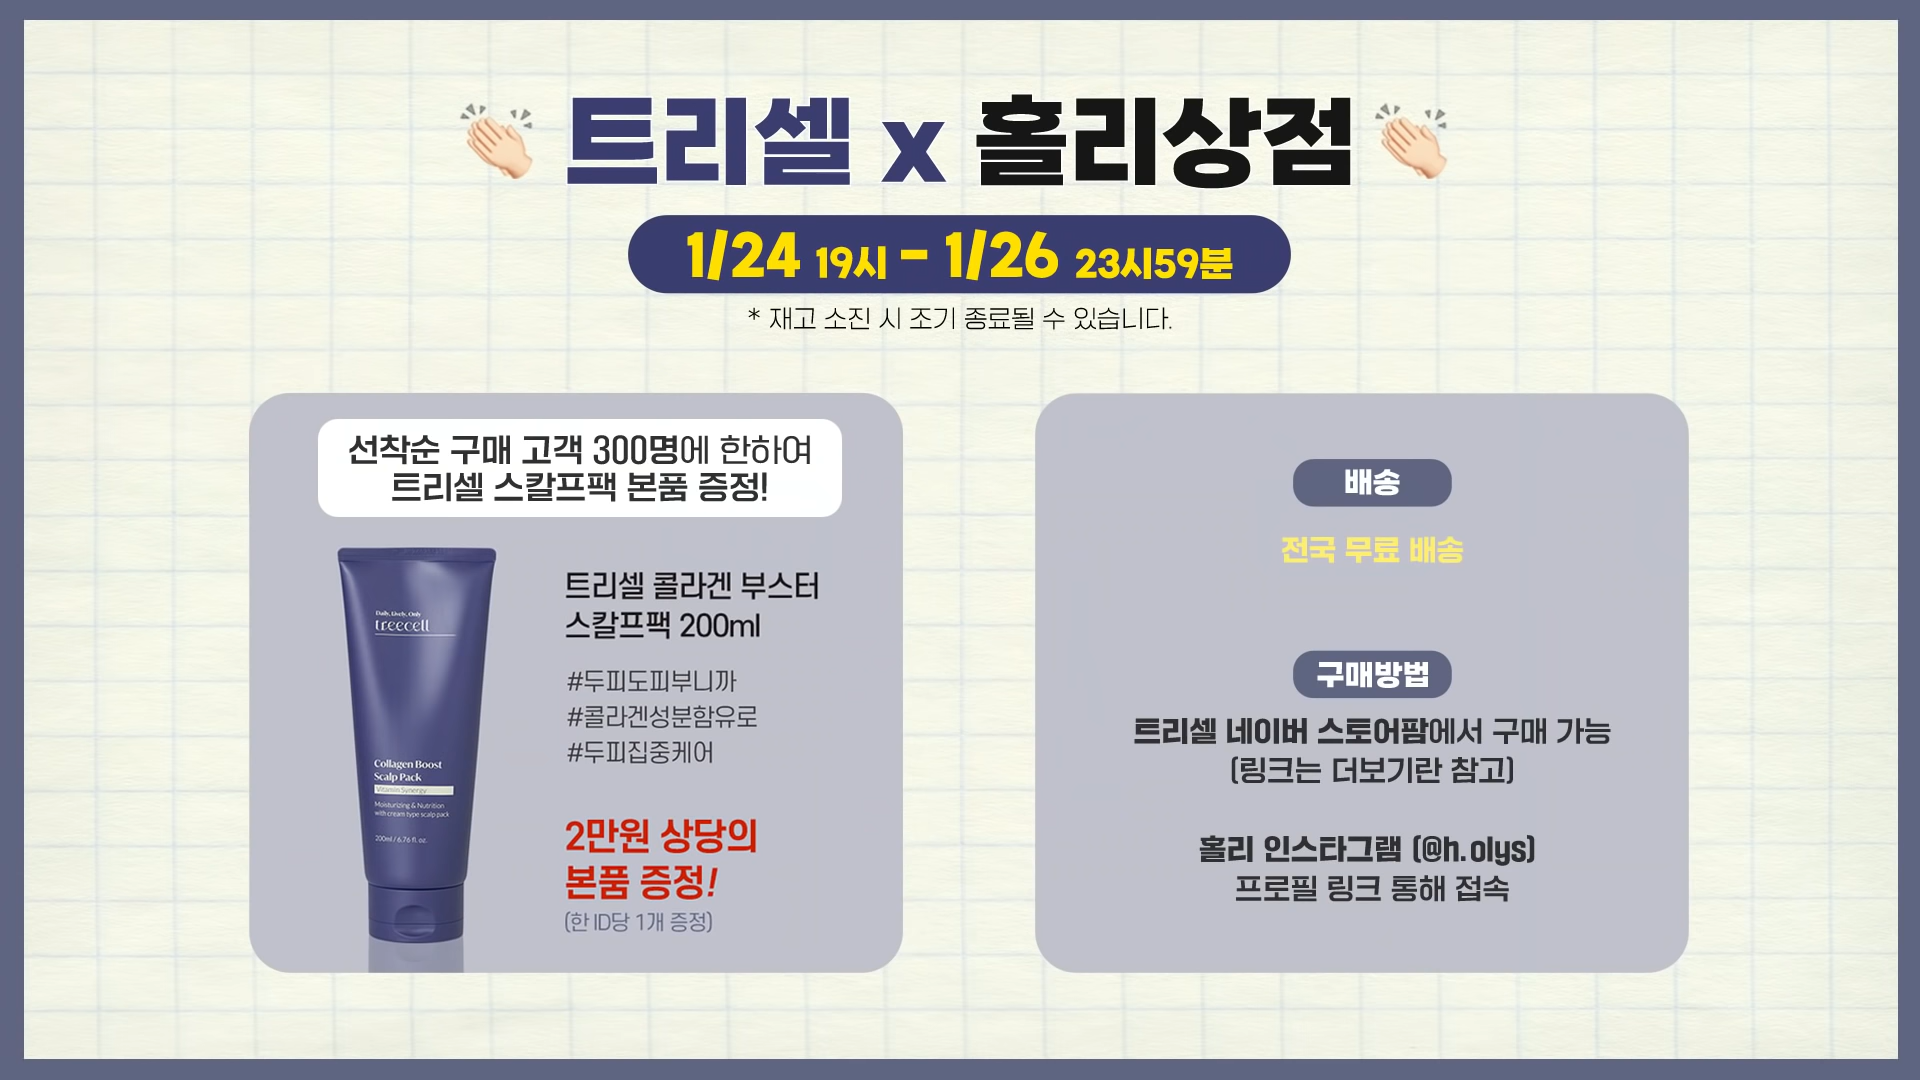 트리셀 x 홀리상점
1/24 19시 - 1/26 23시59분
* 재고 소진 시 조기 종료될 수 있습니다.
선착순 구매 고객 300명에 한하여
트리셀 스칼프팩 본품 증정!
Daily, Lively, Only
treecell
Collagen Boost
Scalp Pack
Vitamin Synergy
Moisturizing & Nutrition
with cream type scalp pack
200ml / 6.76 fl. oz.
트리셀 콜라겐 부스터
스칼프팩 200ml
#두피도피부니까
#콜라겐성분함유로
#두피집중케어
2만원 상당의
본품 증정!
(한 ID당 1개 증정)
배송
전국 무료 배송
구매방법
트리셀 네이버 스토어팜에서 구매 가능
(링크는 더보기란 참고)
홀리 인스타그램 (@h.olys)
프로필 링크 통해 접속